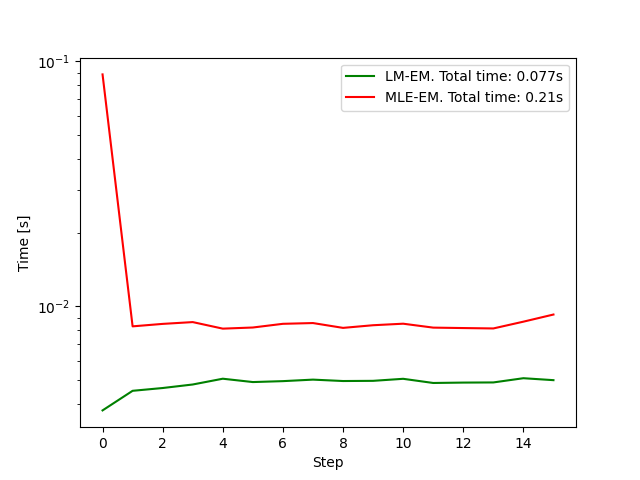 LM-EM. Total time: 0.077s
MLE-EM. Total time: 0.21s
10⁻¹
10⁻²
Time [s]
0 2 4 6 8 10 12 14
Step